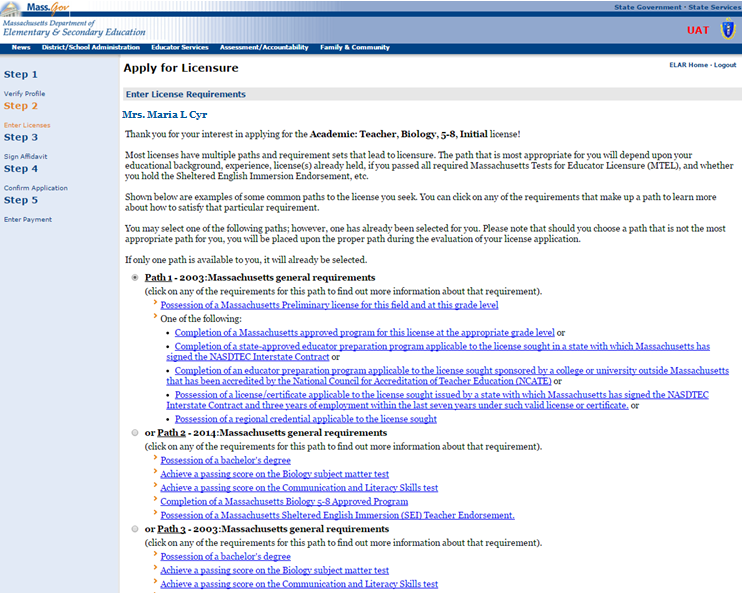 Mass.Gov
State Government · State Services
Massachusetts Department of
Elementary & Secondary Education
UAT
News District/School Administration Educator Services Assessment/Accountability Family & Community
Step 1
Verify Profile
Step 2
Enter Licenses
Step 3
Sign Affidavit
Step 4
Confirm Application
Step 5
Enter Payment
Apply for Licensure
ELAR Home - Logout
Enter License Requirements
Mrs. Maria L Cyr
Thank you for your interest in applying for the Academic: Teacher, Biology, 5-8, Initial license!
Most licenses have multiple paths and requirement sets that lead to licensure. The path that is most appropriate for you will depend upon your
educational background, experience, license(s) already held, if you passed all required Massachusetts Tests for Educator Licensure (MTEL), and whether
you hold the Sheltered English Immersion Endorsement, etc.
Shown below are examples of some common paths to the license you seek. You can click on any of the requirements that make up a path to learn more
about how to satisfy that particular requirement.
You may select one of the following paths; however, one has already been selected for you. Please note that should you choose a path that is not the most
appropriate path for you, you will be placed upon the proper path during the evaluation of your license application.
If only one path is available to you, it will already be selected.
Path 1 - 2003:Massachusetts general requirements
(click on any of the requirements for this path to find out more information about that requirement).
Possession of a Massachusetts Preliminary license for this field and at this grade level
One of the following:
• Completion of a Massachusetts approved program for this license at the appropriate grade level or
• Completion of a state-approved educator preparation program applicable to the license sought in a state with which Massachusetts has
signed the NASDTEC Interstate Contract or
• Completion of an educator preparation program applicable to the license sought sponsored by a college or university outside Massachusetts
that has been accredited by the National Council for Accreditation of Teacher Education (NCATE) or
• Possession of a license/certificate applicable to the license sought issued by a state with which Massachusetts has signed the NASDTEC
Interstate Contract and three years of employment within the last seven years under such valid license or certificate. or
• Possession of a regional credential applicable to the license sought
or Path 2 - 2014:Massachusetts general requirements
(click on any of the requirements for this path to find out more information about that requirement).
Possession of a bachelor's degree
Achieve a passing score on the Biology subject matter test
Achieve a passing score on the Communication and Literacy Skills test
Completion of a Massachusetts Biology 5-8 Approved Program
Possession of a Massachusetts Sheltered English Immersion (SEI) Teacher Endorsement.
or Path 3 - 2003:Massachusetts general requirements
(click on any of the requirements for this path to find out more information about that requirement).
Possession of a bachelor's degree
Achieve a passing score on the Biology subject matter test
Achieve a passing score on the Communication and Literacy Skills test